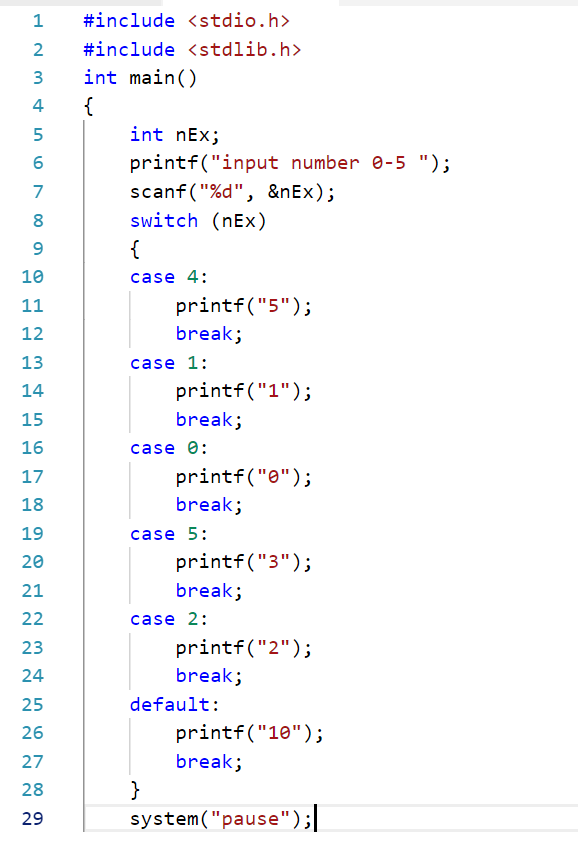 1 #include <stdio.h>
2 #include <stdlib.h>
3 int main()
4 {
5 int nEx;
6 printf("input number 0-5 ");
7 scanf("%d", &nEx);
8 switch (nEx)
9 {
10 case 4:
11 printf("5");
12 break;
13 case 1:
14 printf("1");
15 break;
16 case 0:
17 printf("0");
18 break;
19 case 5:
20 printf("3");
21 break;
22 case 2:
23 printf("2");
24 break;
25 default:
26 printf("10");
27 break;
28 }
29 system("pause");